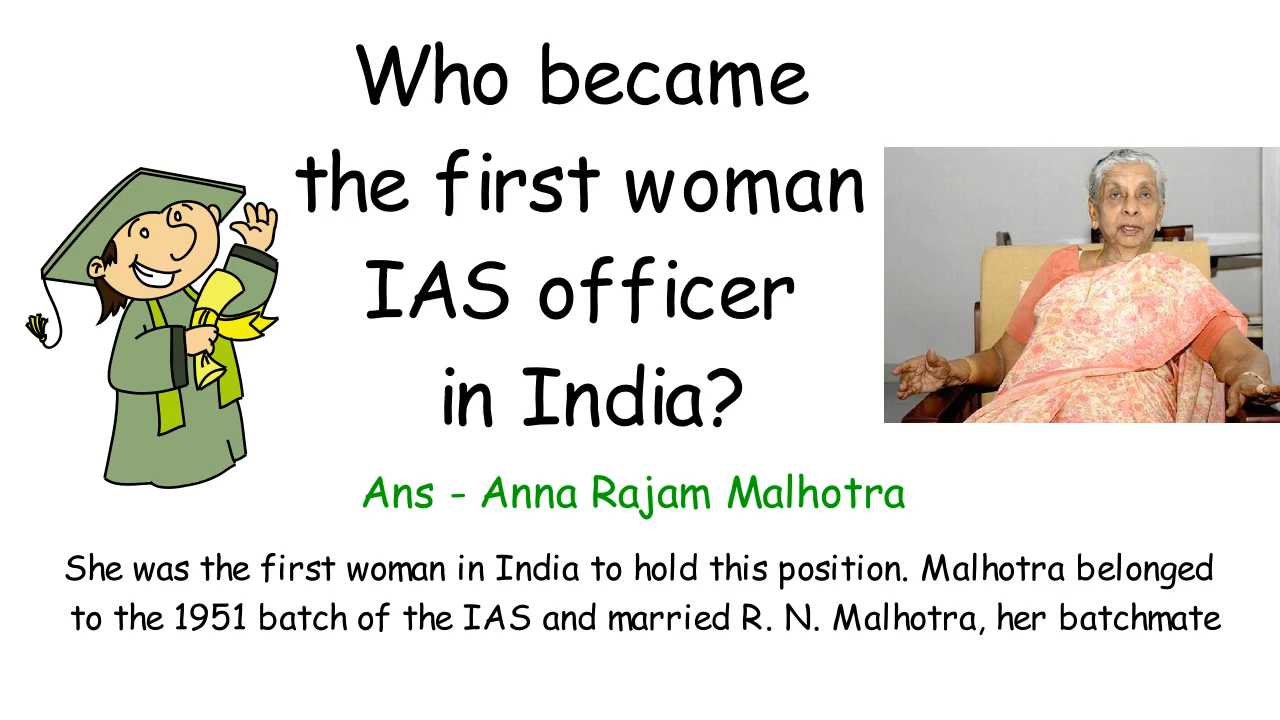 Who became
the first woman
IAS officer
in India?
Ans - Anna Rajam Malhotra
She was the first woman in India to hold this position. Malhotra belonged
to the 1951 batch of the IAS and married R. N. Malhotra, her batchmate